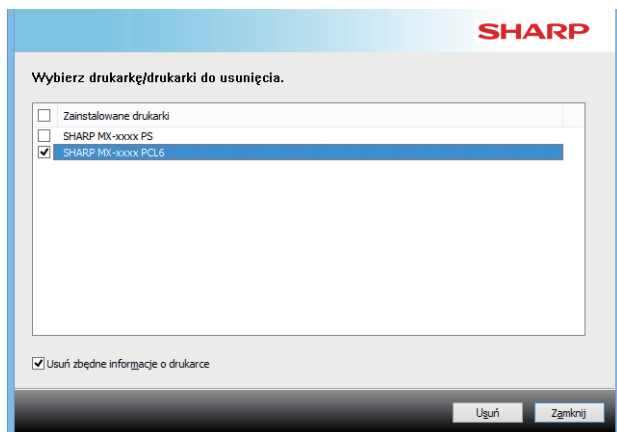 SHARP
Wybierz drukarkę/drukarki do usunięcia.
Zainstalowane drukarki
SHARP MX-xxxx PS
SHARP MX-xxxx PCL6
Usuń zbędne informacje o drukarce
Usuń
Zamknij